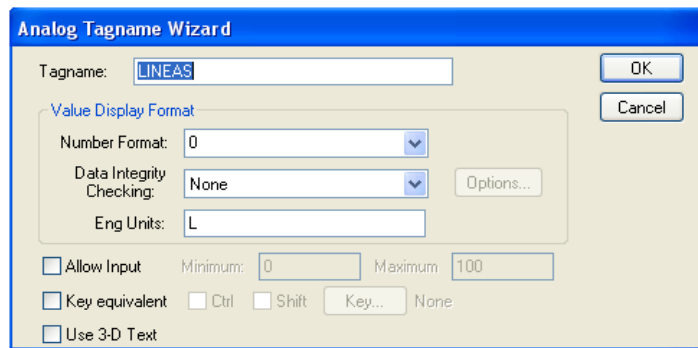 Analog Tagname Wizard
Tagname: LINEAS
OK
Value Display Format
Cancel
Number Format: 0
Data Integrity
Checking: None Options...
Eng Units: L
Allow Input Minimum: 0 Maximum 100
Key equivalent Ctrl Shift Key... None
Use 3-D Text